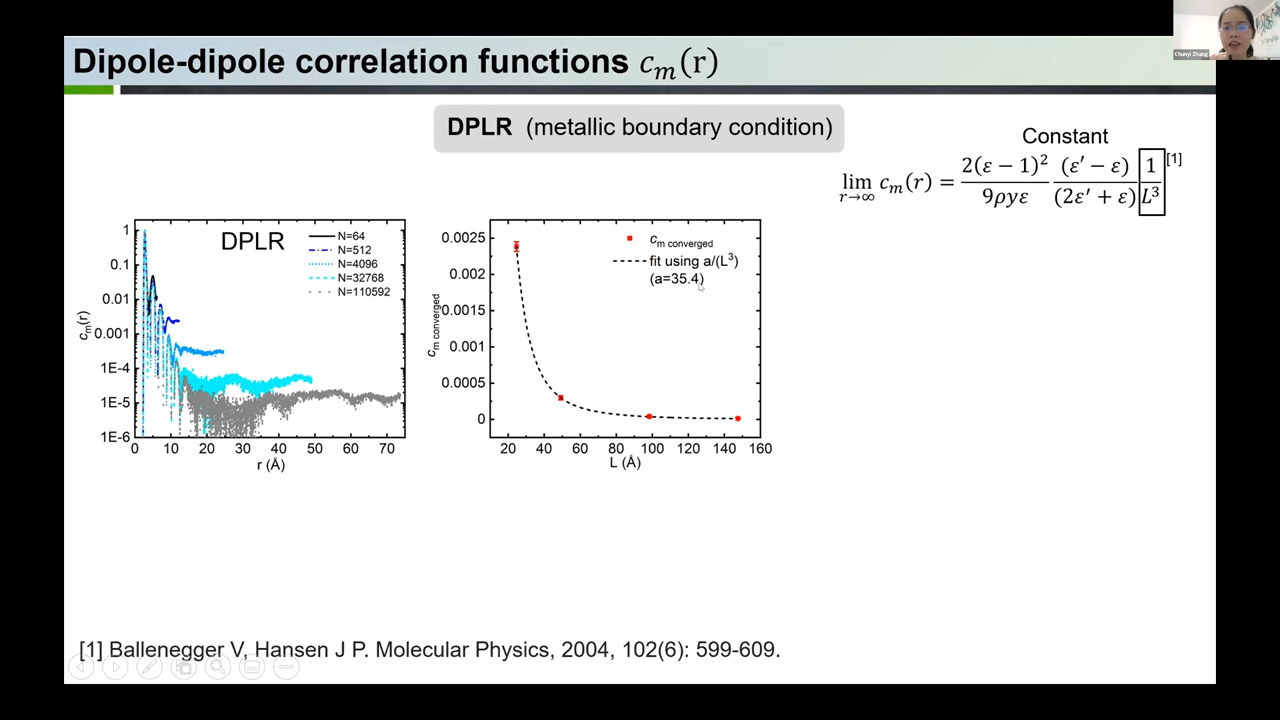 Chunyi Zhang
Dipole-dipole correlation functions c_m(r)
DPLR (metallic boundary condition)
Constant
lim r→∞ c_m(r) = 2(ε − 1)² / 9ρyε (ε′ − ε) / (2ε′ + ε) 1 / L³ [1]
DPLR
N=64
N=512
N=4096
N=32768
N=110592
c_m(r)
1
0.1
0.01
0.001
1E-4
1E-5
1E-6
0 10 20 30 40 50 60 70
r (Å)
c_m converged
fit using a/(L³)
(a=35.4)
c_m converged
0.0025
0.002
0.0015
0.001
0.0005
0
20 40 60 80 100 120 140 160
L (Å)
[1] Ballenegger V, Hansen J P. Molecular Physics, 2004, 102(6): 599-609.